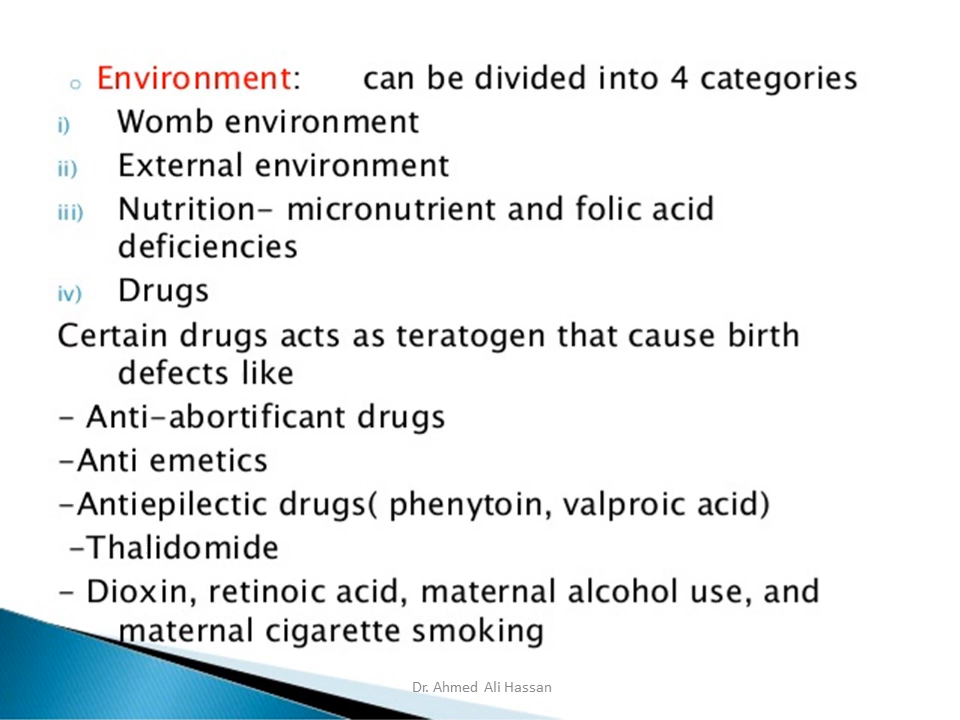 o Environment: can be divided into 4 categories
i) Womb environment
ii) External environment
iii) Nutrition- micronutrient and folic acid
deficiencies
iv) Drugs
Certain drugs acts as teratogen that cause birth
defects like
- Anti-abortificant drugs
-Anti emetics
-Antiepilectic drugs( phenytoin, valproic acid)
-Thalidomide
- Dioxin, retinoic acid, maternal alcohol use, and
maternal cigarette smoking
Dr. Ahmed Ali Hassan